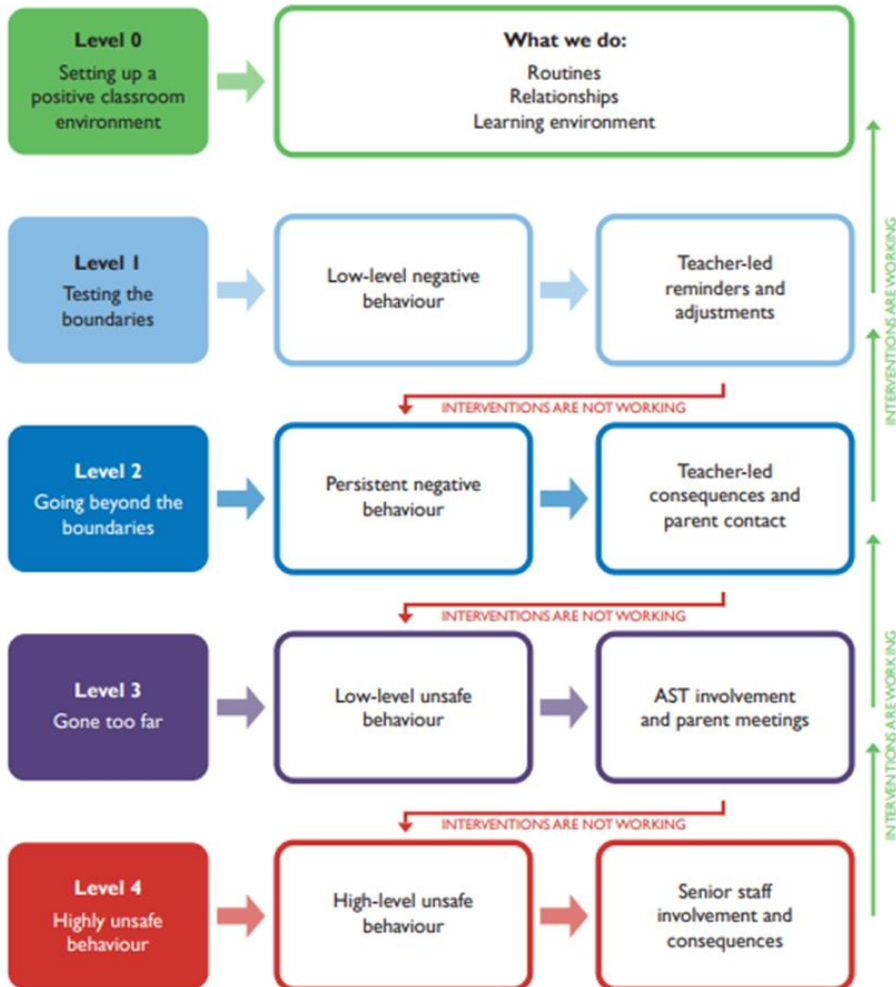 Level 0
Setting up a
positive classroom
environment
What we do:
Routines
Relationships
Learning environment
Level 1
Testing the
boundaries
Low-level negative
behaviour
Teacher-led
reminders and
adjustments
INTERVENTIONS ARE WORKING
INTERVENTIONS ARE NOT WORKING
Level 2
Going beyond the
boundaries
Persistent negative
behaviour
Teacher-led
consequences and
parent contact
INTERVENTIONS ARE NOT WORKING
Level 3
Gone too far
Low-level unsafe
behaviour
AST involvement
and parent meetings
INTERVENTIONS ARE WORKING
INTERVENTIONS ARE NOT WORKING
Level 4
Highly unsafe
behaviour
High-level unsafe
behaviour
Senior staff
involvement and
consequences